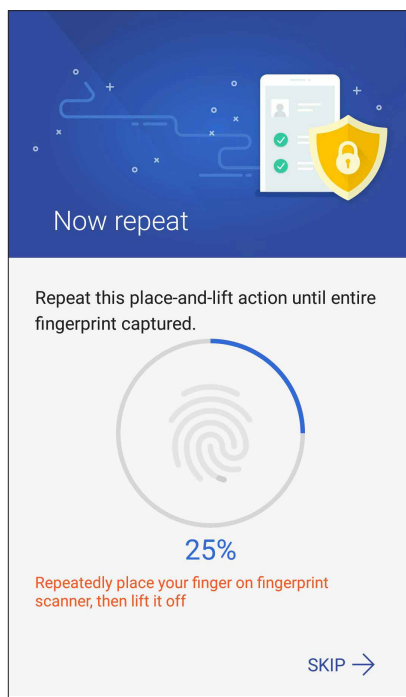 Now repeat
Repeat this place-and-lift action until entire
fingerprint captured.
25%
Repeatedly place your finger on fingerprint
scanner, then lift it off
SKIP